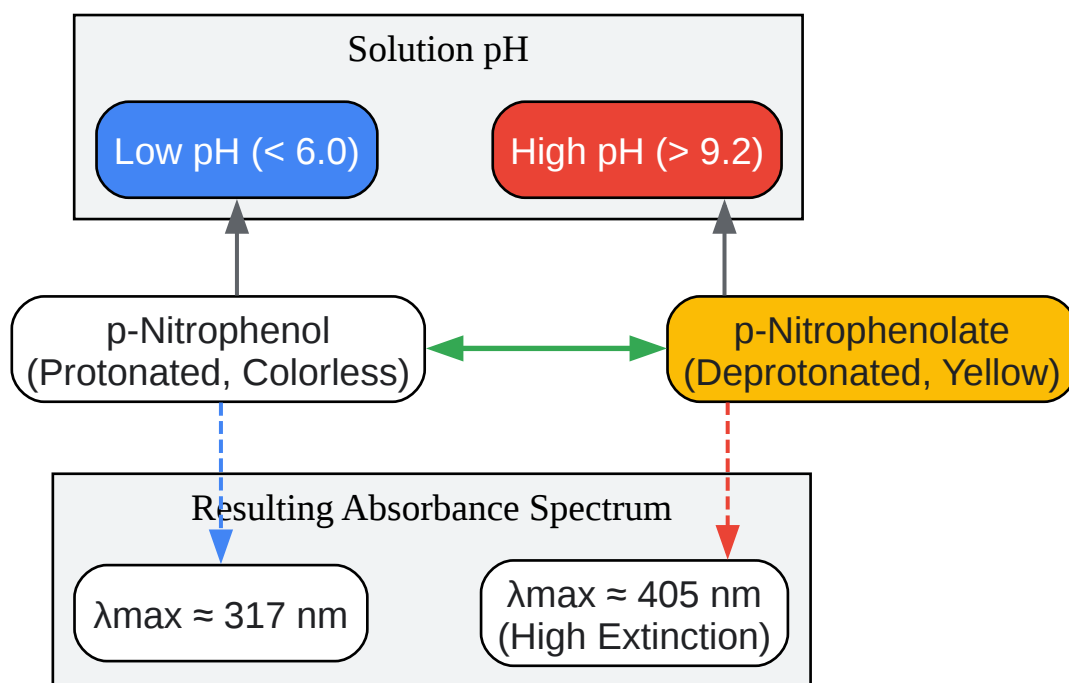 Solution pH
Low pH (< 6.0)
High pH (> 9.2)
p-Nitrophenol
(Protonated, Colorless)
p-Nitrophenolate
(Deprotonated, Yellow)
Resulting Absorbance Spectrum
λmax ≈ 317 nm
λmax ≈ 405 nm
(High Extinction)